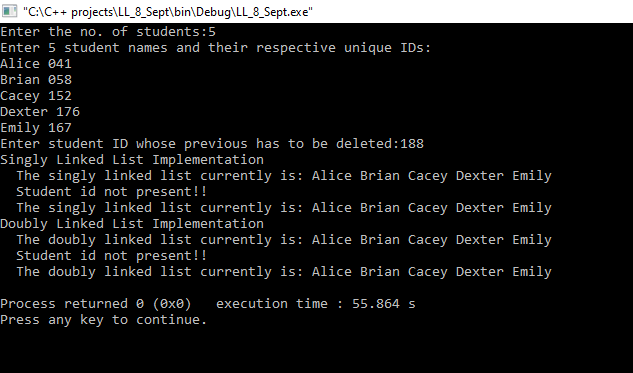 "C:\C++ projects\LL_8_Sept\bin\Debug\LL_8_Sept.exe"
Enter the no. of students:5
Enter 5 student names and their respective unique IDs:
Alice 041
Brian 058
Cacey 152
Dexter 176
Emily 167
Enter student ID whose previous has to be deleted:188
Singly Linked List Implementation
  The singly linked list currently is: Alice Brian Cacey Dexter Emily
  Student id not present!!
  The singly linked list currently is: Alice Brian Cacey Dexter Emily
Doubly Linked List Implementation
  The doubly linked list currently is: Alice Brian Cacey Dexter Emily
  Student id not present!!
  The doubly linked list currently is: Alice Brian Cacey Dexter Emily

Process returned 0 (0x0)   execution time : 55.864 s
Press any key to continue.